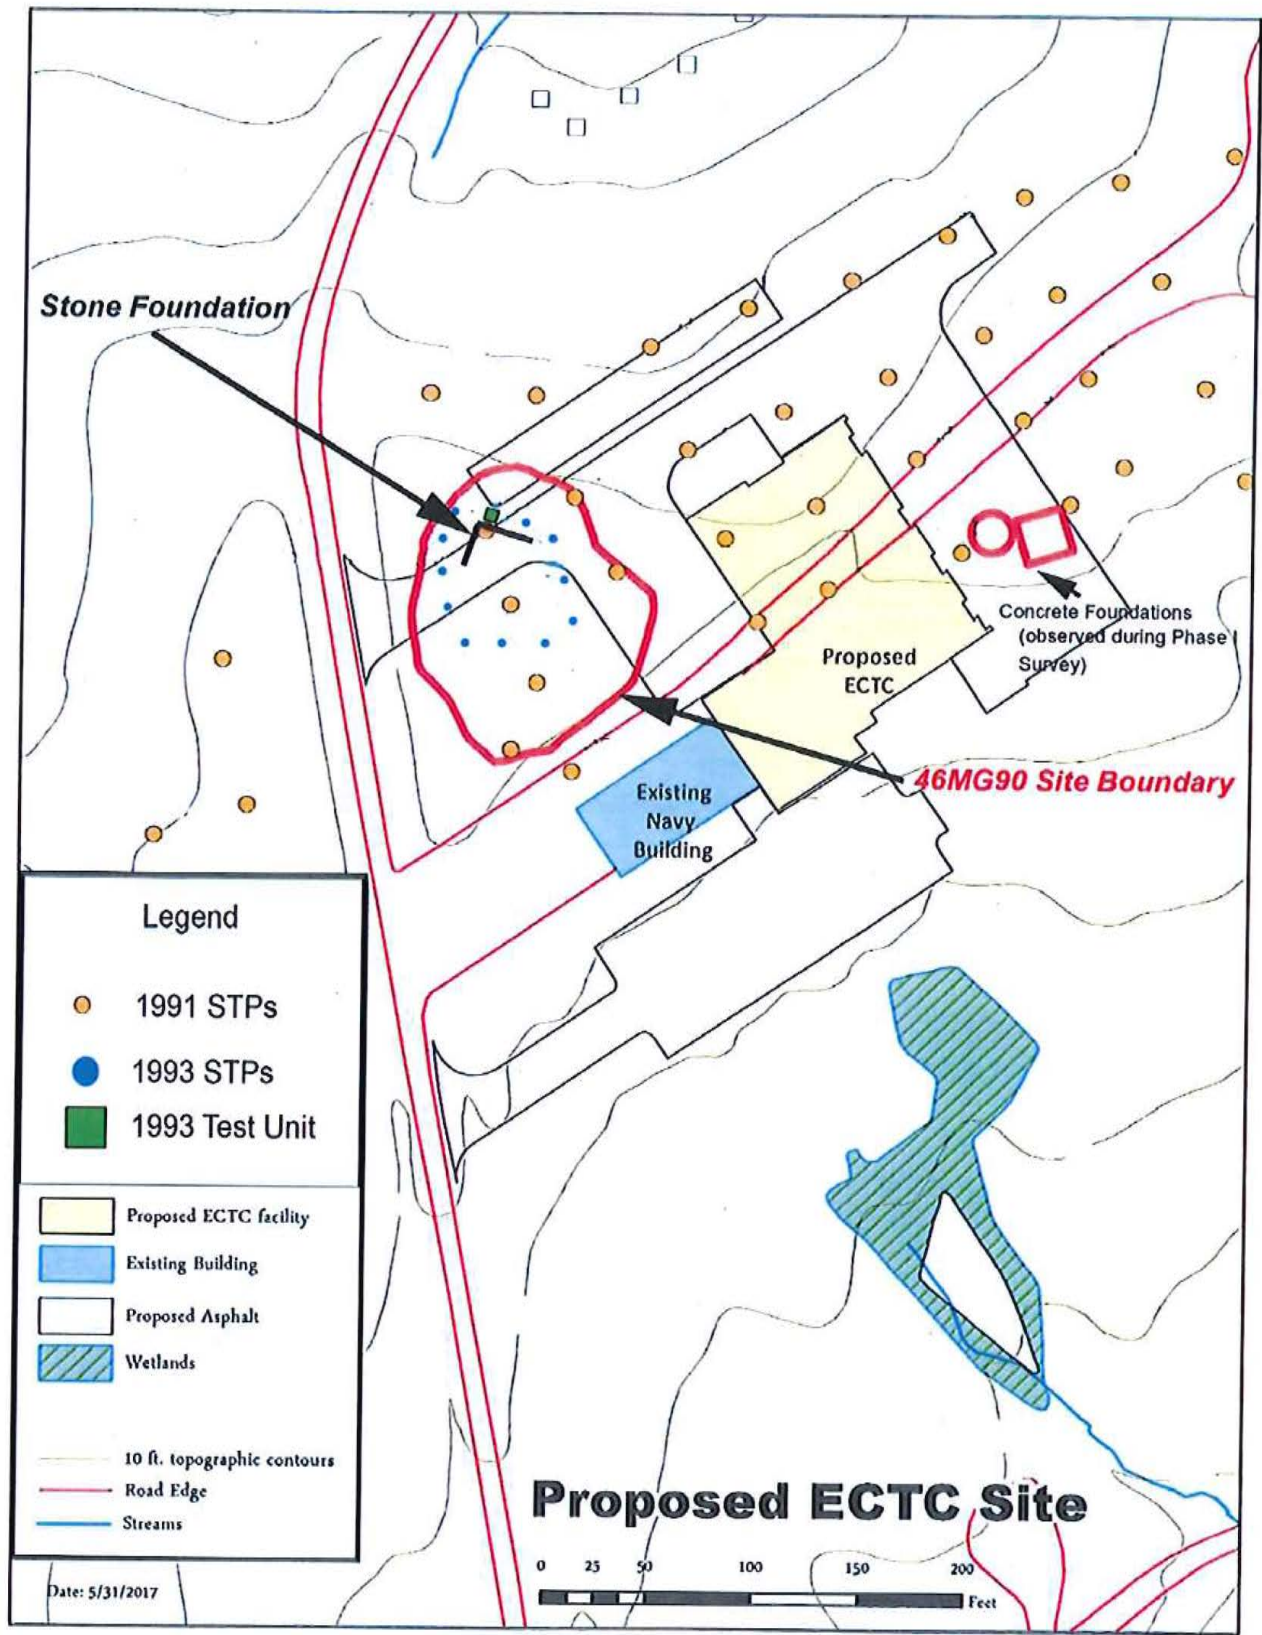 Stone Foundation
Concrete Foundations
(observed during Phase I
Survey)
Proposed
ECTC
46MG90 Site Boundary
Existing
Navy
Building
Legend
1991 STPs
1993 STPs
1993 Test Unit
Proposed ECTC facility
Existing Building
Proposed Asphalt
Wetlands
10 ft. topographic contours
Road Edge
Streams
Proposed ECTC Site
0 25 50 100 150 200
Feet
Date: 5/31/2017